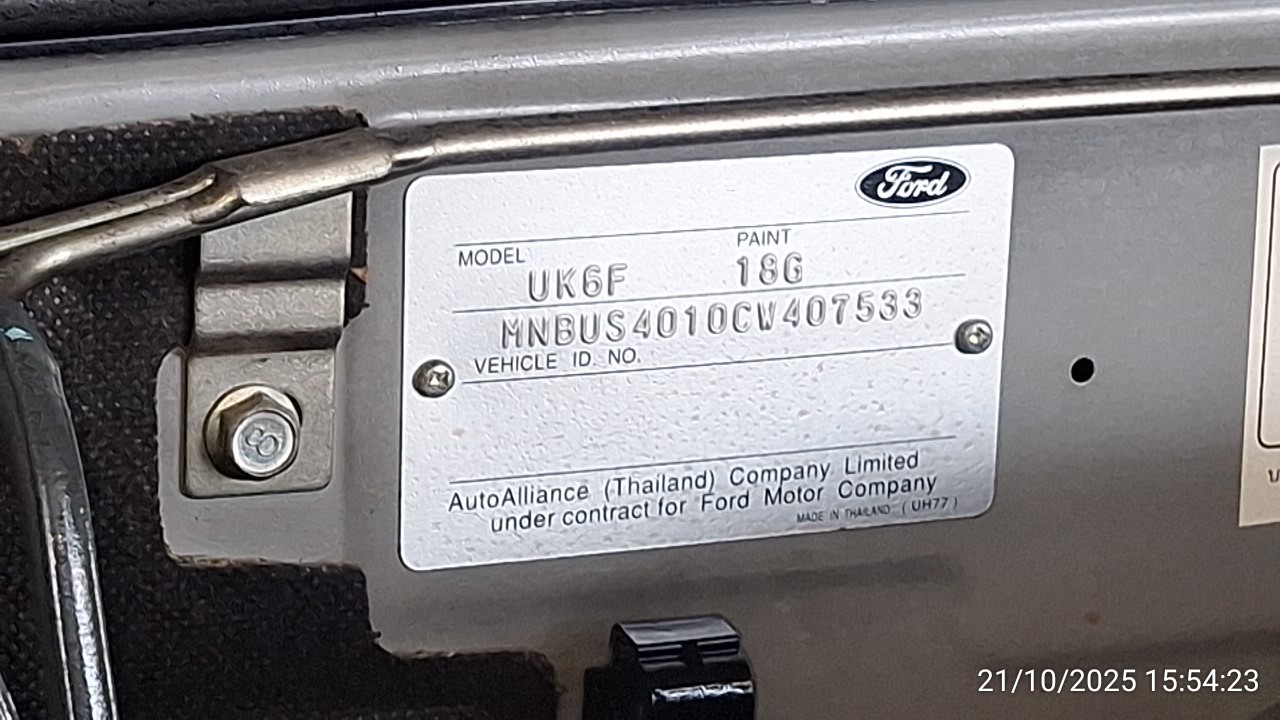 Ford
MODEL PAINT
UK6F 18G
MNBUS4010CW407533
VEHICLE ID. NO.
8
AutoAlliance (Thailand) Company Limited
under contract for Ford Motor Company
MADE IN THAILAND (UH77)
21/10/2025 15:54:23